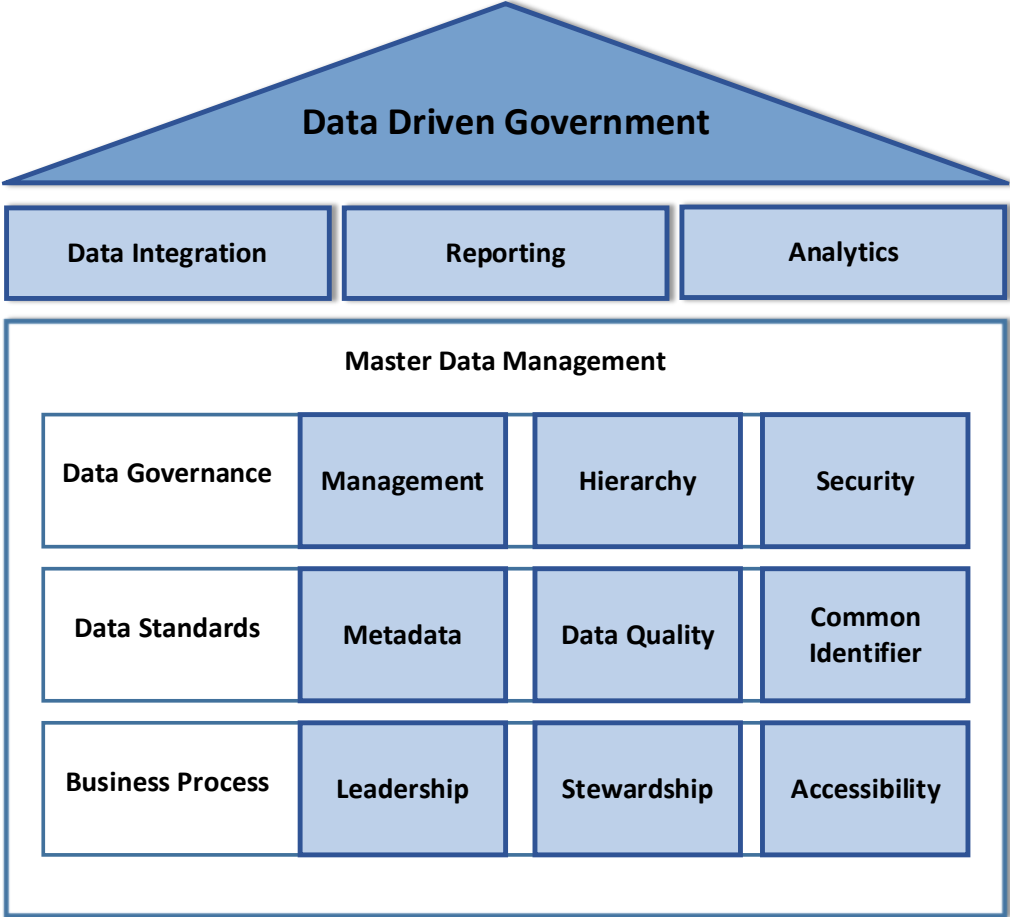 Data Driven Government
Data Integration
Reporting
Analytics
Master Data Management
Data Governance
Management
Hierarchy
Security
Data Standards
Metadata
Data Quality
Common
Identifier
Business Process
Leadership
Stewardship
Accessibility